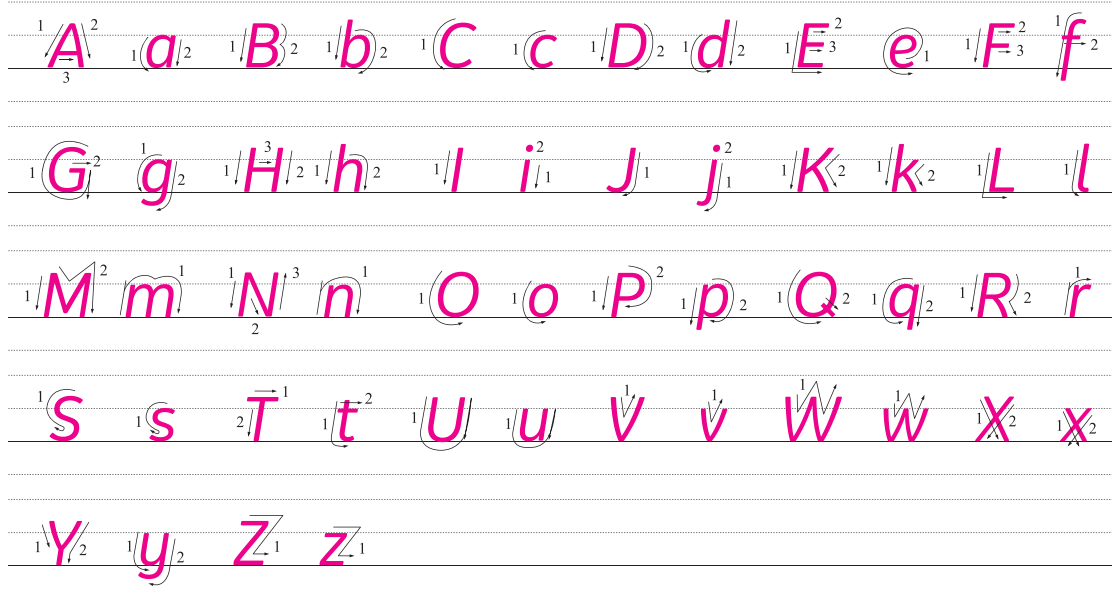 A a B b C c D d E e F f
G g H h I i J j K k L l
M m N n O o P p Q q R r
S s T t U u V v W w X x
Y y Z z